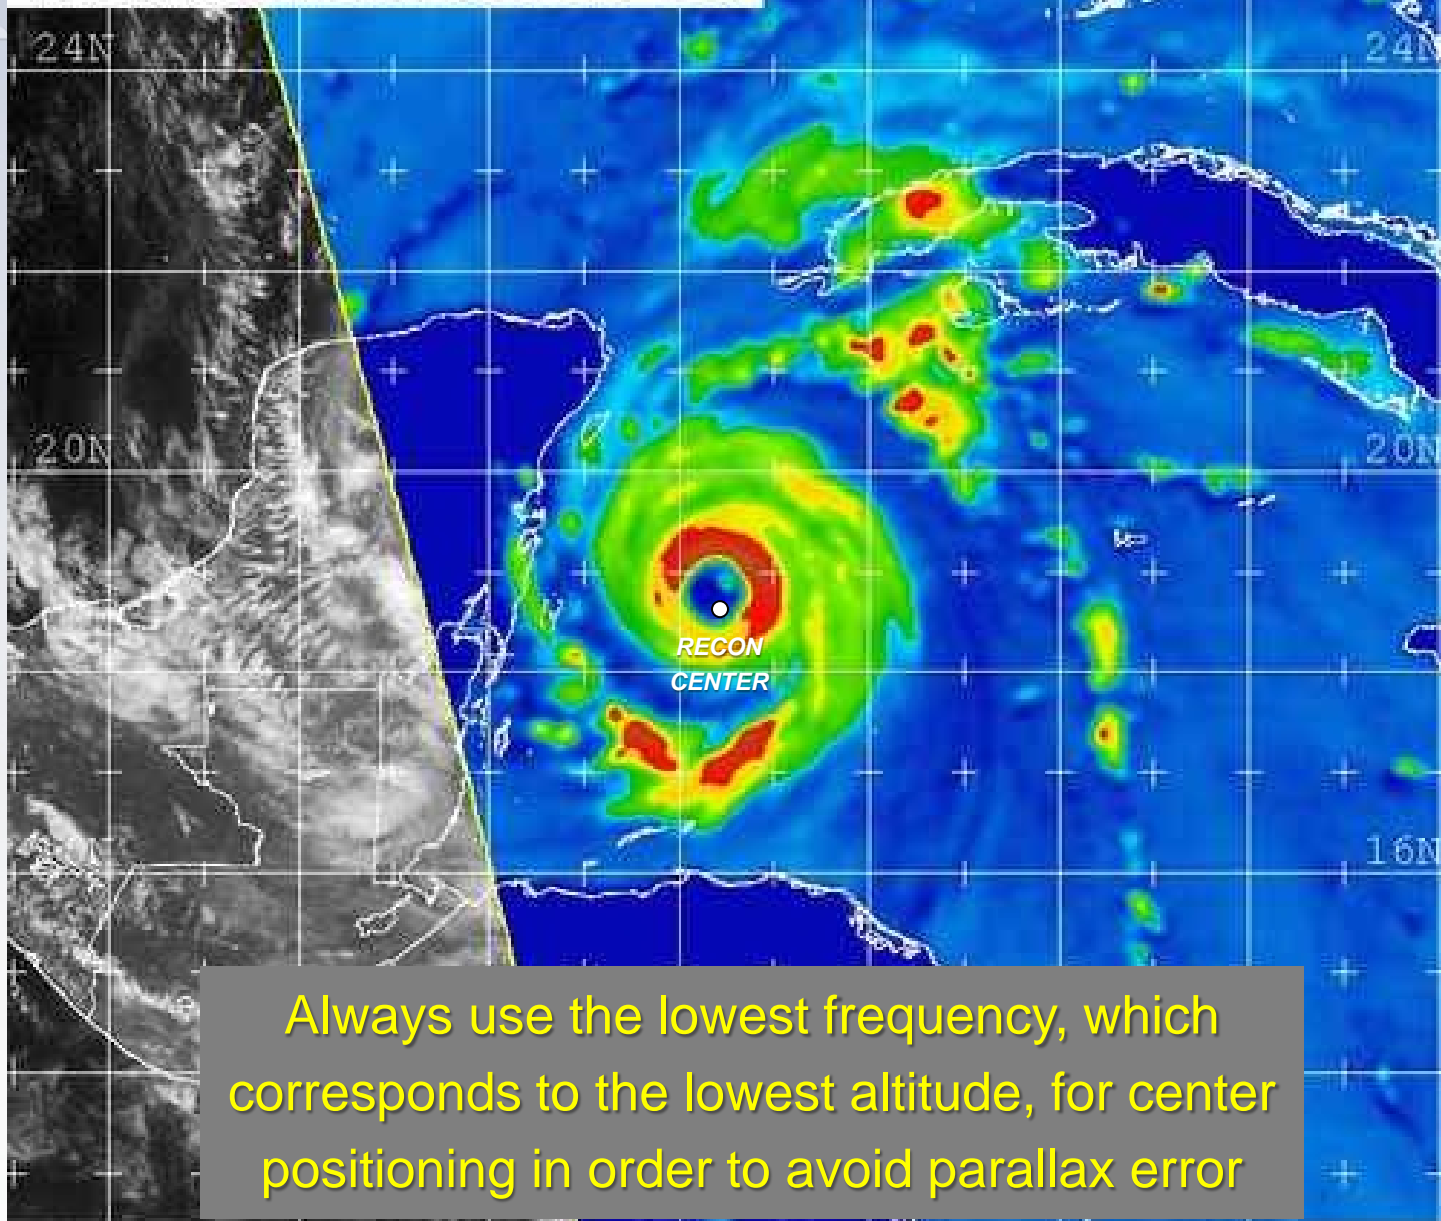 24N 24N
20N 20N
RECON
CENTER
16N
Always use the lowest frequency, which
corresponds to the lowest altitude, for center
positioning in order to avoid parallax error